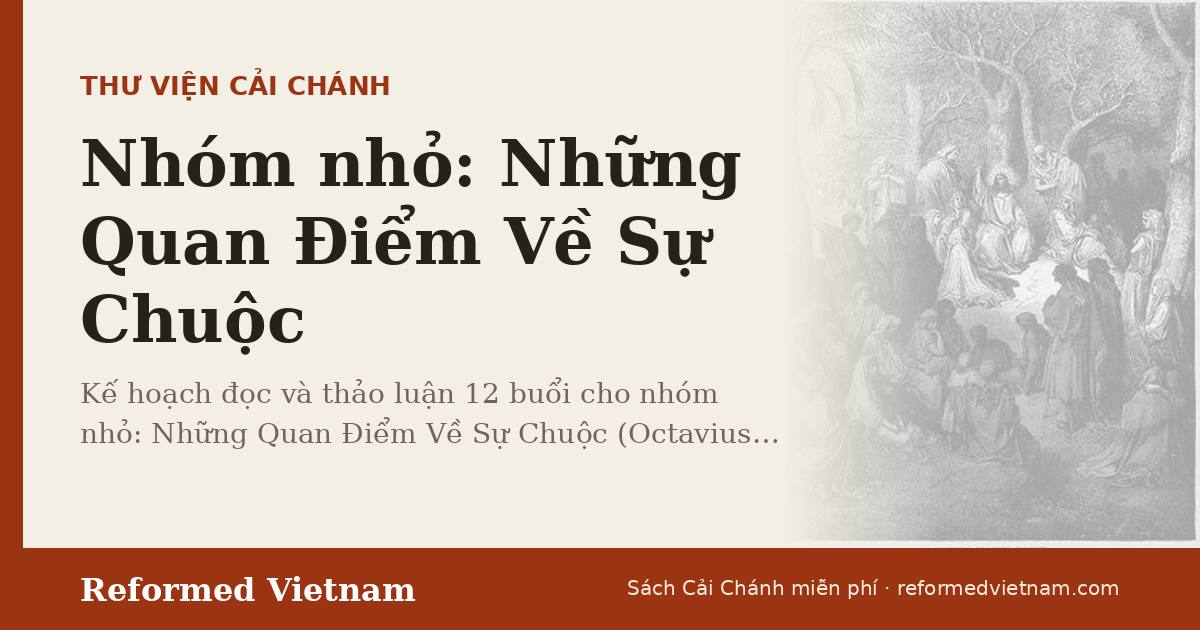 THƯ VIỆN CẢI CHÁNH
Nhóm nhỏ: Những
Quan Điểm Về Sự
Chuộc
Kế hoạch đọc và thảo luận 12 buổi cho nhóm
nhỏ: Những Quan Điểm Về Sự Chuộc (Octavius...
Reformed Vietnam
Sách Cải Chánh miễn phí · reformedvietnam.com